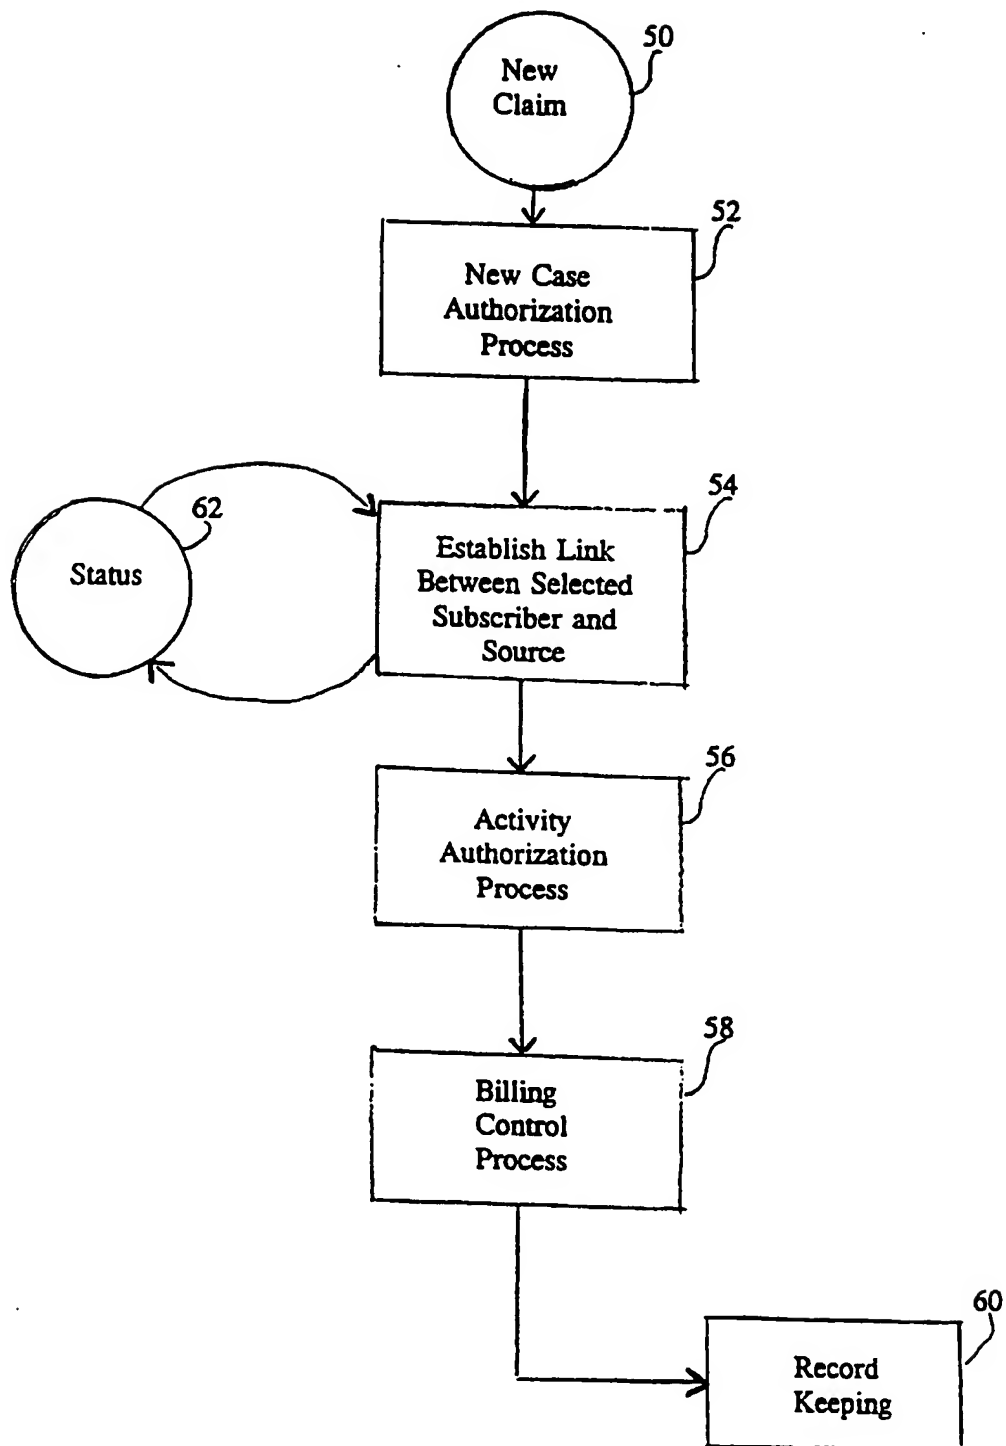 50
New
Claim
52
New Case
Authorization
Process
62
Status
54
Establish Link
Between Selected
Subscriber and
Source
56
Activity
Authorization
Process
58
Billing
Control
Process
60
Record
Keeping